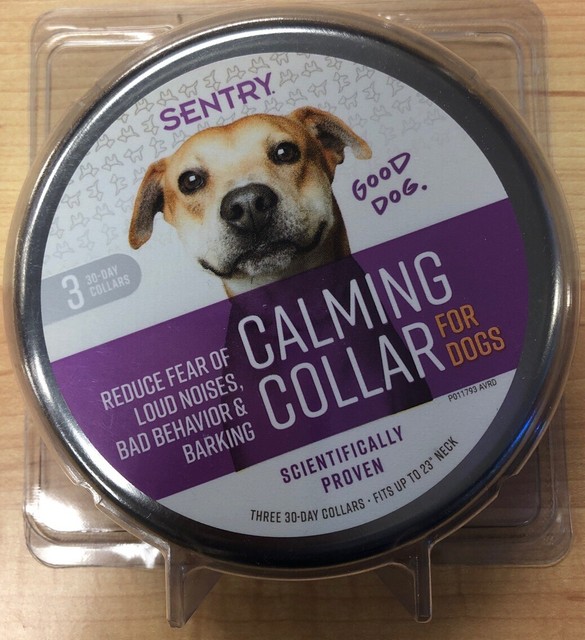 SENTRY
GOOD
DOG.
3 30-DAY
COLLARS
REDUCE FEAR OF
LOUD NOISES,
BAD BEHAVIOR &
BARKING
CALMING
COLLAR
FOR
DOGS
P011793 AVRD
SCIENTIFICALLY
PROVEN
THREE 30-DAY COLLARS • FITS UP TO 23" NECK